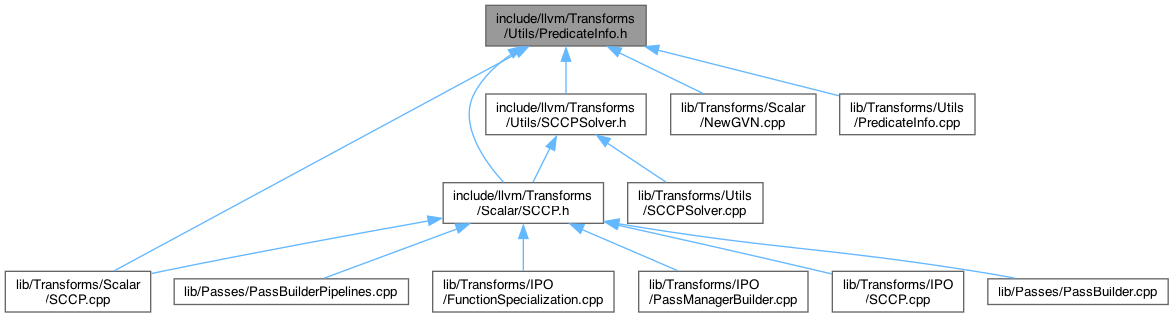 include/llvm/Transforms
/Utils/PredicateInfo.h
include/llvm/Transforms
/Utils/SCCPSolver.h
lib/Transforms/Scalar
/NewGVN.cpp
lib/Transforms/Utils
/PredicateInfo.cpp
include/llvm/Transforms
/Scalar/SCCP.h
lib/Transforms/Utils
/SCCPSolver.cpp
lib/Transforms/Scalar
/SCCP.cpp
lib/Passes/PassBuilderPipelines.cpp
lib/Transforms/IPO
/FunctionSpecialization.cpp
lib/Transforms/IPO
/PassManagerBuilder.cpp
lib/Transforms/IPO
/SCCP.cpp
lib/Passes/PassBuilder.cpp